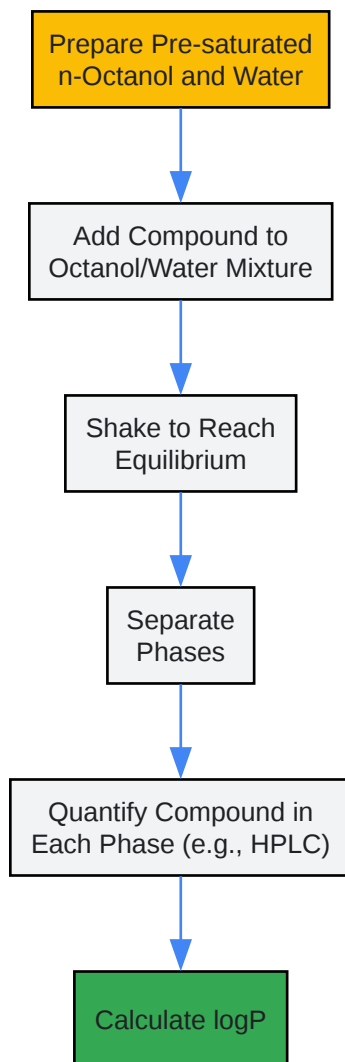 Prepare Pre-saturated
n-Octanol and Water
Add Compound to
Octanol/Water Mixture
Shake to Reach
Equilibrium
Separate
Phases
Quantify Compound in
Each Phase (e.g., HPLC)
Calculate logP